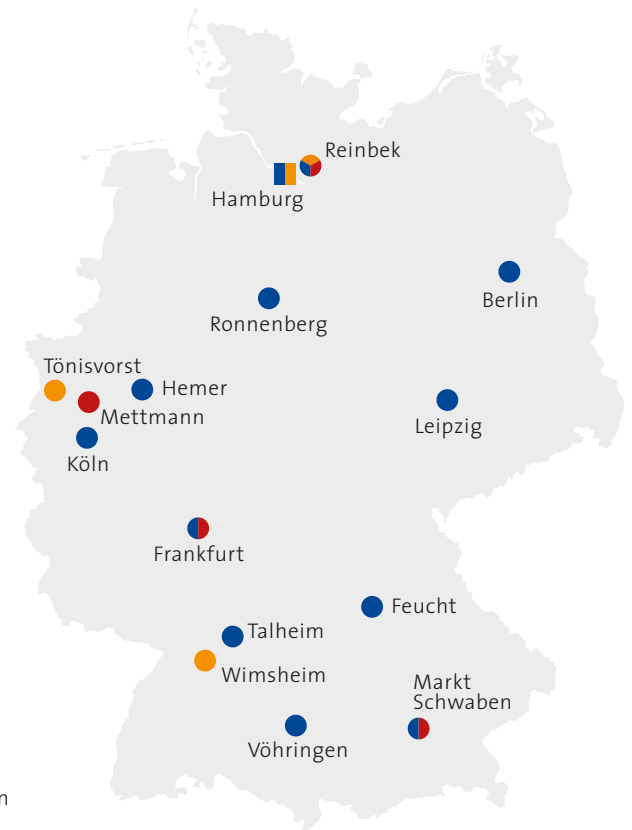 Reinbek
Hamburg
Berlin
Ronnenberg
Tönisvorst
Hemer
Mettmann
Leipzig
Köln
Frankfurt
Feucht
Talheim
Wimsheim
Markt
Schwaben
Vöhringen
n